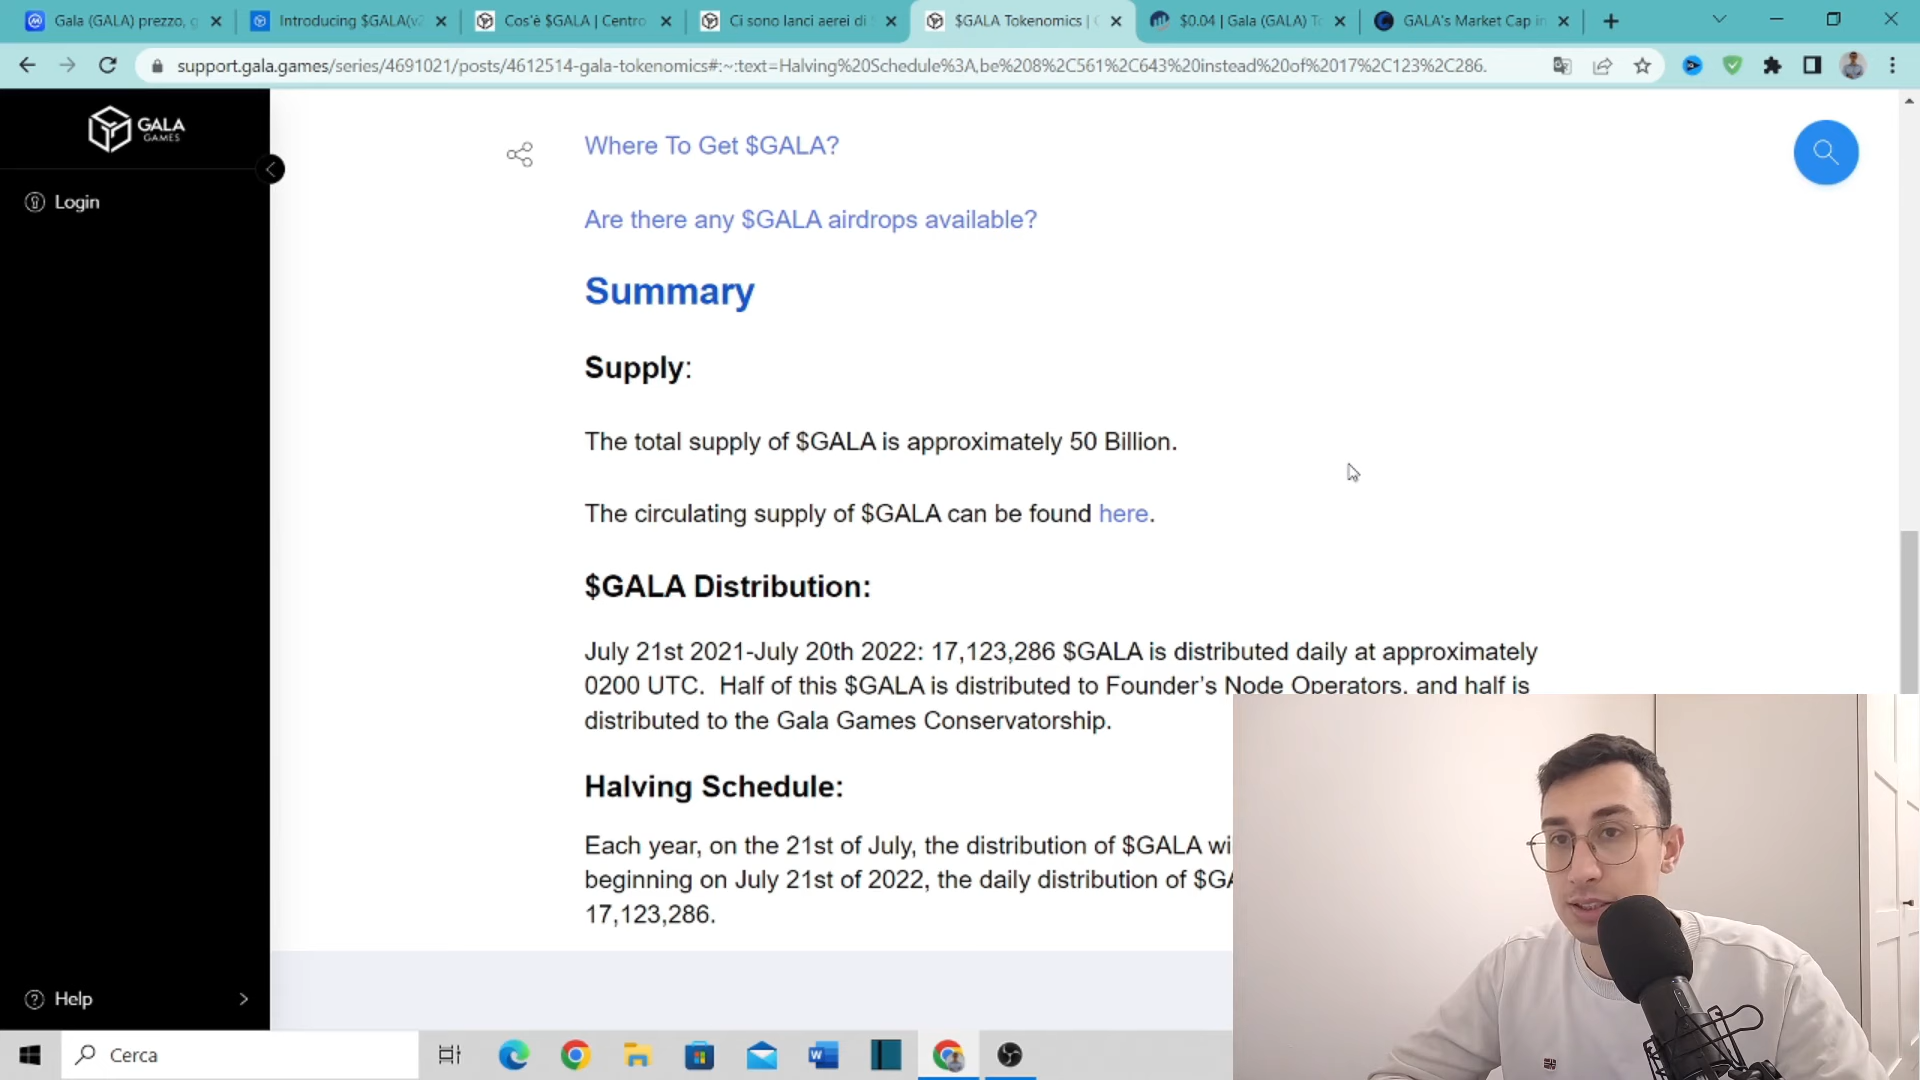 Gala (GALA) prezzo, g
Introducing $GALA(v2
Cos'è $GALA | Centro
Ci sono lanci aerei di
$GALA Tokenomics |
$0.04 | Gala (GALA) To
GALA's Market Cap in
support.gala.games/series/4691021/posts/4612514-gala-tokenomics#:~:text=Halving%20Schedule%3A,be%208%2C561%2C643%20instead%20of%2017%2C123%2C286.
GALA
GAMES
Login
Where To Get $GALA?
Are there any $GALA airdrops available?
Summary
Supply:
The total supply of $GALA is approximately 50 Billion.
The circulating supply of $GALA can be found here.
$GALA Distribution:
July 21st 2021-July 20th 2022: 17,123,286 $GALA is distributed daily at approximately
0200 UTC. Half of this $GALA is distributed to Founder's Node Operators, and half is
distributed to the Gala Games Conservatorship.
Halving Schedule:
Each year, on the 21st of July, the distribution of $GALA wi
beginning on July 21st of 2022, the daily distribution of $GA
17,123,286.
Help
Cerca